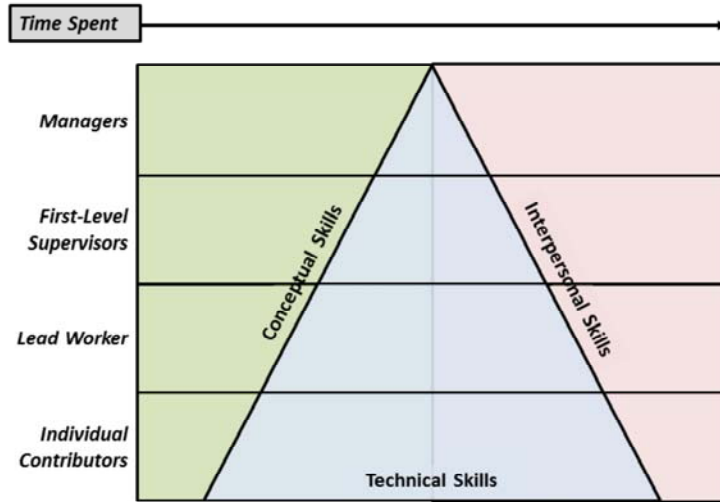 Time Spent
Managers
First-Level
Supervisors
Lead Worker
Individual
Contributors
Conceptual Skills
Interpersonal Skills
Technical Skills